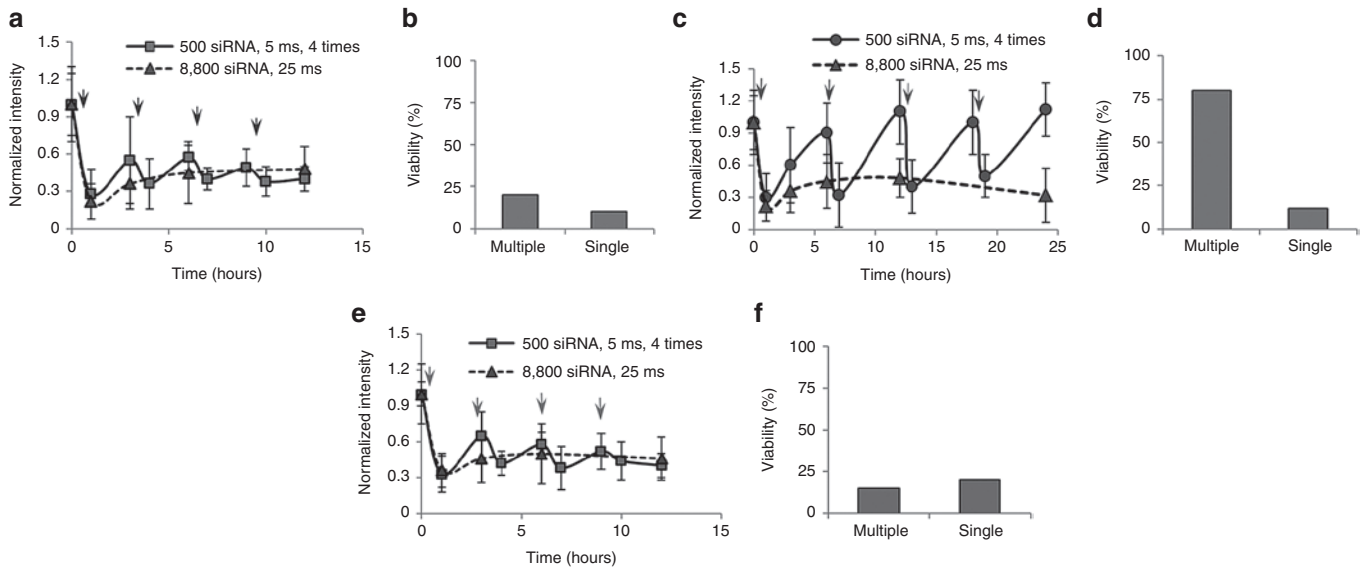 a
500 siRNA, 5 ms, 4 times
8,800 siRNA, 25 ms
Normalized intensity
1.5
1.2
0.9
0.6
0.3
0
0 5 10 15
Time (hours)
b
Viability (%)
100
75
50
25
0
Multiple Single
c
500 siRNA, 5 ms, 4 times
8,800 siRNA, 25 ms
Normalized intensity
1.5
1.2
0.9
0.6
0.3
0
0 5 10 15 20 25
Time (hours)
d
Viability (%)
100
75
50
25
0
Multiple Single
e
500 siRNA, 5 ms, 4 times
8,800 siRNA, 25 ms
Normalized intensity
1.5
1.2
0.9
0.6
0.3
0
0 5 10 15
Time (hours)
f
Viability (%)
100
75
50
25
0
Multiple Single